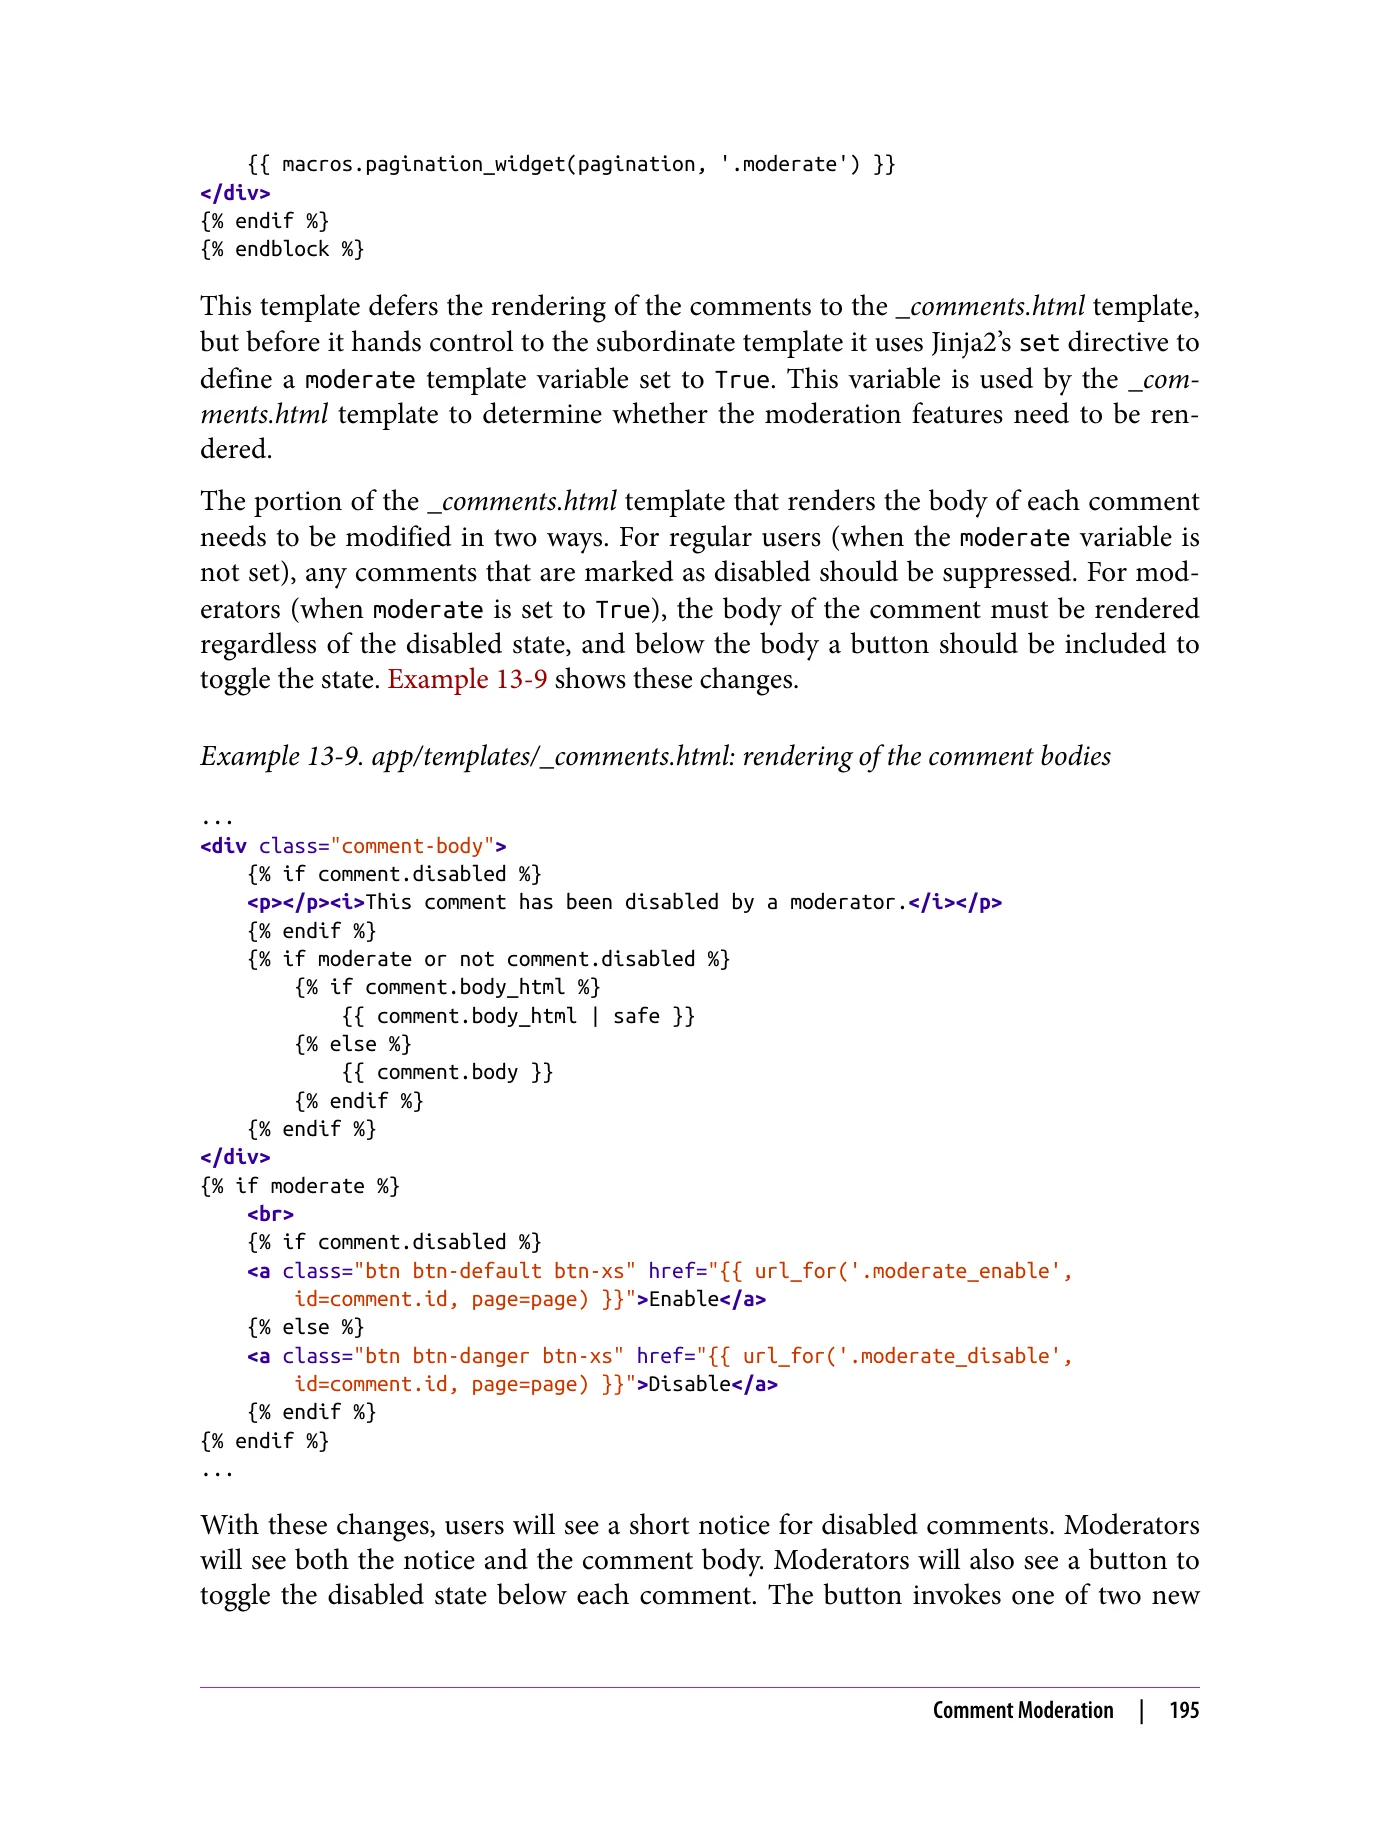 {{ macros.pagination_widget(pagination, '.moderate') }}
</div>
{% endif %}
{% endblock %}
This template defers the rendering of the comments to the _comments.html template,
but before it hands control to the subordinate template it uses Jinja2’s set directive to
define a moderate template variable set to True. This variable is used by the _com-
ments.html template to determine whether the moderation features need to be ren-
dered.
The portion of the _comments.html template that renders the body of each comment
needs to be modified in two ways. For regular users (when the moderate variable is
not set), any comments that are marked as disabled should be suppressed. For mod-
erators (when moderate is set to True), the body of the comment must be rendered
regardless of the disabled state, and below the body a button should be included to
toggle the state. Example 13-9 shows these changes.
Example 13-9. app/templates/_comments.html: rendering of the comment bodies
...
<div class="comment-body">
    {% if comment.disabled %}
    <p></p><i>This comment has been disabled by a moderator.</i></p>
    {% endif %}
    {% if moderate or not comment.disabled %}
        {% if comment.body_html %}
            {{ comment.body_html | safe }}
        {% else %}
            {{ comment.body }}
        {% endif %}
    {% endif %}
</div>
{% if moderate %}
    <br>
    {% if comment.disabled %}
    <a class="btn btn-default btn-xs" href="{{ url_for('.moderate_enable',
        id=comment.id, page=page) }}">Enable</a>
    {% else %}
    <a class="btn btn-danger btn-xs" href="{{ url_for('.moderate_disable',
        id=comment.id, page=page) }}">Disable</a>
    {% endif %}
{% endif %}
...
With these changes, users will see a short notice for disabled comments. Moderators
will see both the notice and the comment body. Moderators will also see a button to
toggle the disabled state below each comment. The button invokes one of two new
Comment Moderation | 195